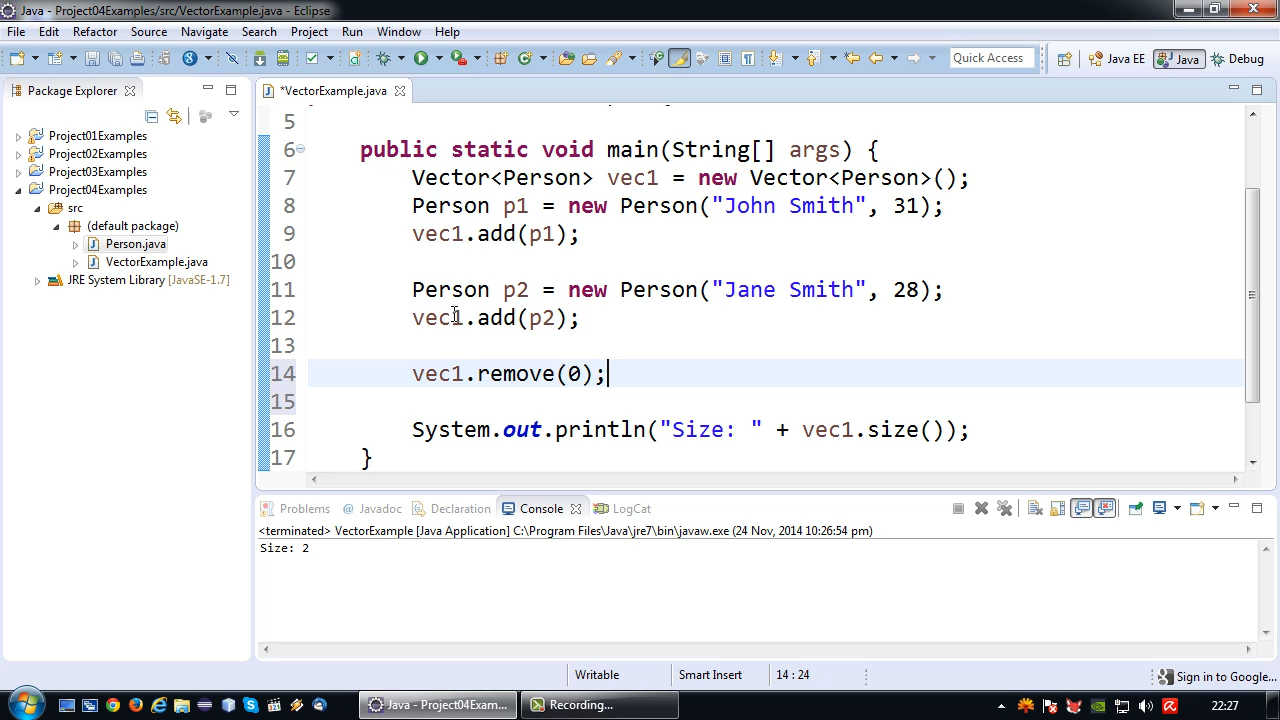 Java - Project04Examples/src/VectorExample.java - Eclipse
File Edit Refactor Source Navigate Search Project Run Window Help
Quick Access Java EE Java Debug
Package Explorer
Project01Examples
Project02Examples
Project03Examples
Project04Examples
src
(default package)
Person.java
VectorExample.java
JRE System Library [JavaSE-1.7]
*VectorExample.java
5
6 public static void main(String[] args) {
7 Vector<Person> vec1 = new Vector<Person>();
8 Person p1 = new Person("John Smith", 31);
9 vec1.add(p1);
10
11 Person p2 = new Person("Jane Smith", 28);
12 vec1.add(p2);
13
14 vec1.remove(0);
15
16 System.out.println("Size: " + vec1.size());
17 }
Problems @ Javadoc Declaration Console LogCat
<terminated> VectorExample [Java Application] C:\Program Files\Java\jre7\bin\javaw.exe (24 Nov, 2014 10:26:54 pm)
Size: 2
Writable Smart Insert 14 : 24 Sign in to Google...
Java - Project04Exam... Recording... 22:27